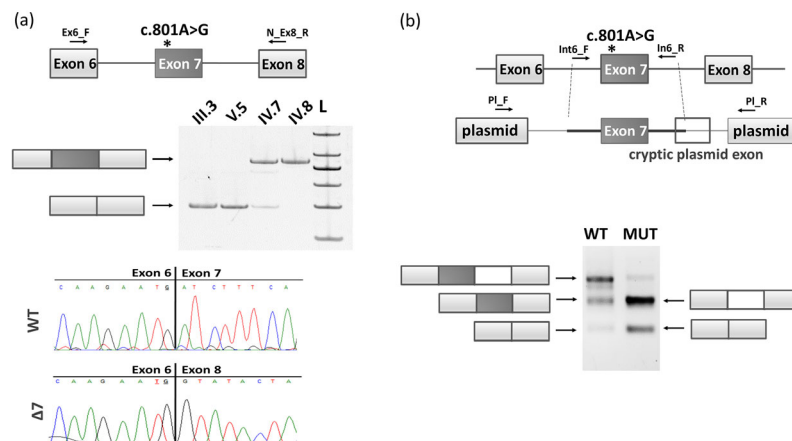 (a)
Ex6_F
c.801A>G
N_Ex8_R
*
Exon 6
Exon 7
Exon 8
III.3
V.5
IV.7
IV.8
L
Exon 6
Exon 7
C A A G A A T G A T C T T T C A
WT
Exon 6
Exon 8
C A A G A A T G G T A T A C T A
Δ7
(b)
c.801A>G
Int6_F
*
In6_R
Exon 6
Exon 7
Exon 8
Pl_F
Pl_R
plasmid
Exon 7
plasmid
cryptic plasmid exon
WT
MUT